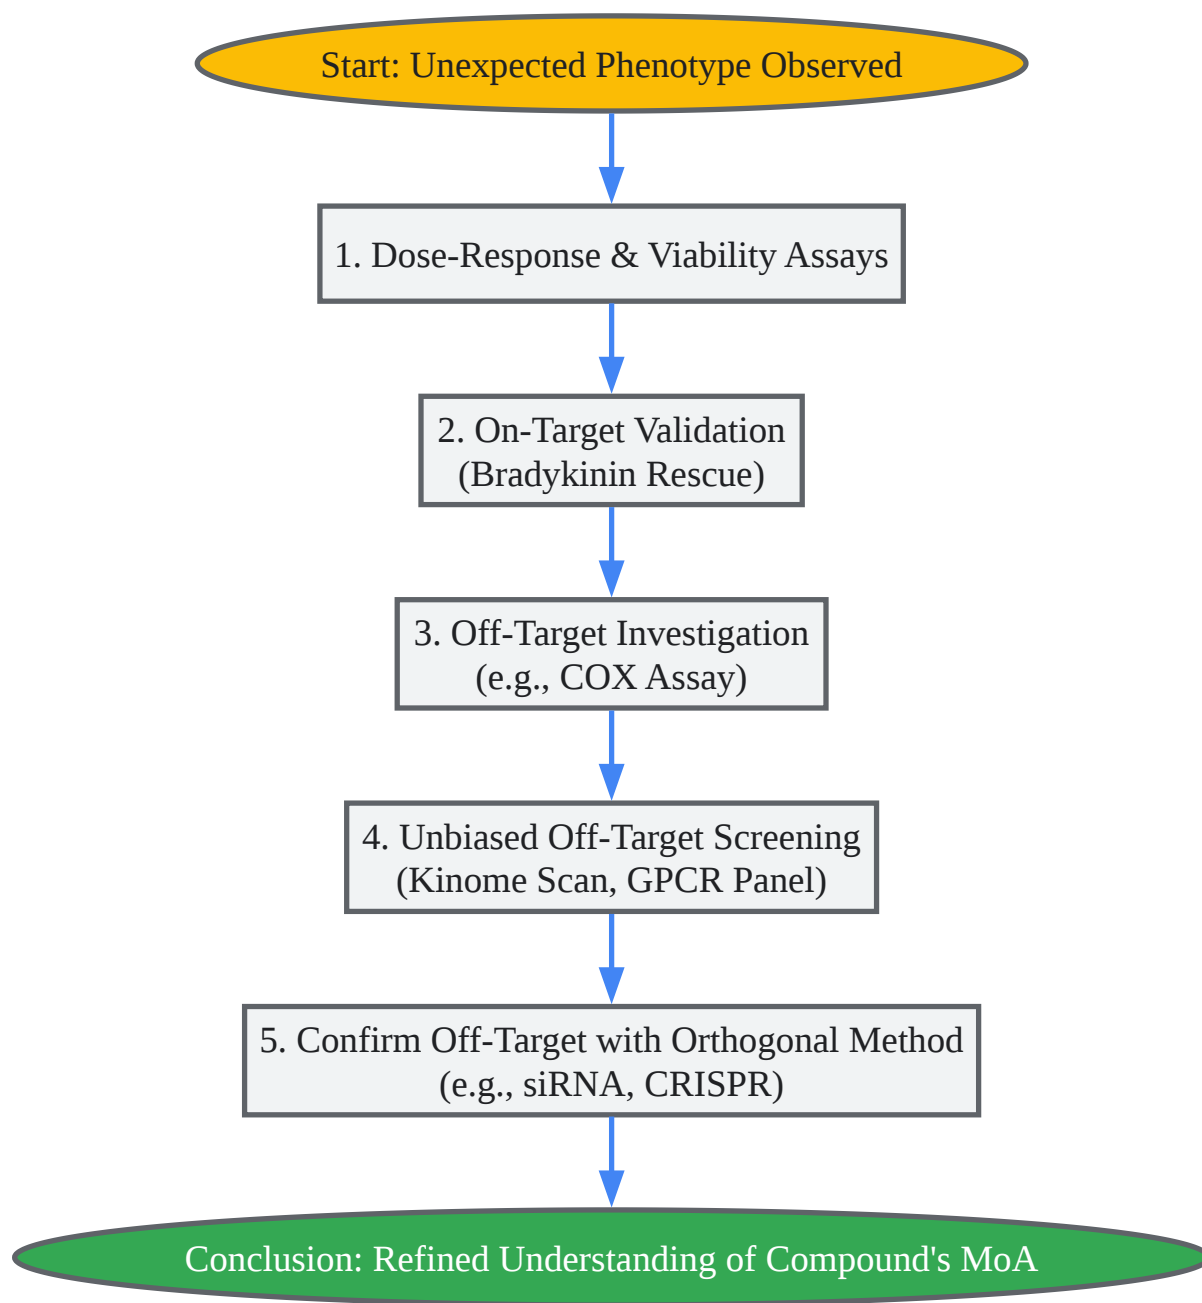 Start: Unexpected Phenotype Observed
1. Dose-Response & Viability Assays
2. On-Target Validation
(Bradykinin Rescue)
3. Off-Target Investigation
(e.g., COX Assay)
4. Unbiased Off-Target Screening
(Kinome Scan, GPCR Panel)
5. Confirm Off-Target with Orthogonal Method
(e.g., siRNA, CRISPR)
Conclusion: Refined Understanding of Compound's MoA